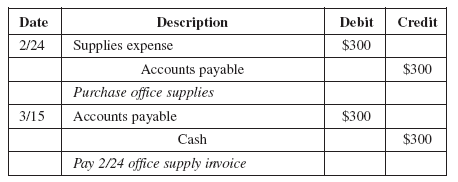 Date Description Debit Credit
2/24 Supplies expense $300
Accounts payable $300
Purchase office supplies
3/15 Accounts payable $300
Cash $300
Pay 2/24 office supply invoice